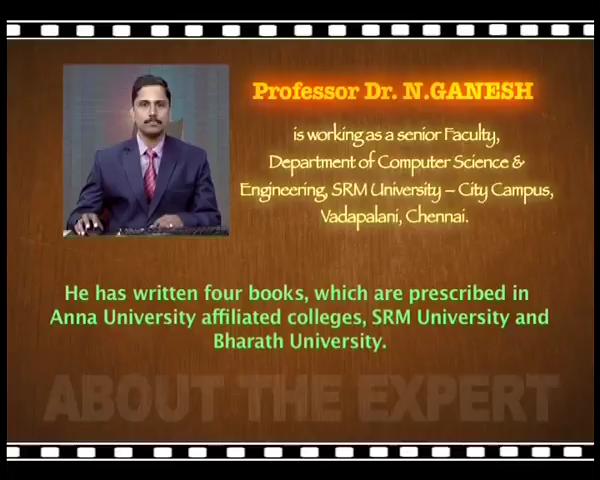 Professor Dr. N.GANESH
is working as a senior Faculty,
Department of Computer Science &
Engineering, SRM University – City Campus,
Vadapalani, Chennai.
He has written four books, which are prescribed in
Anna University affiliated colleges, SRM University and
Bharath University.
ABOUT THE EXPERT